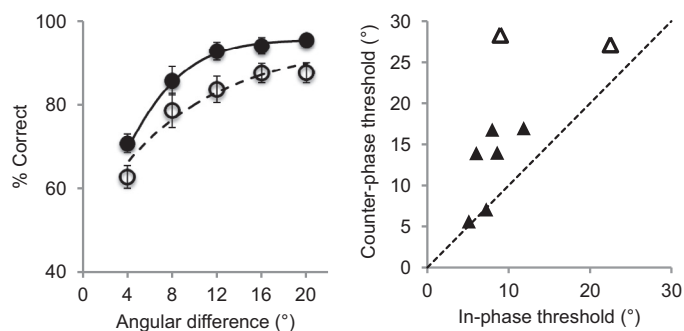 100
80
60
40
0 4 8 12 16 20
% Correct
Angular difference (°)
30
25
20
15
10
5
0
0 10 20 30
Counter-phase threshold (°)
In-phase threshold (°)